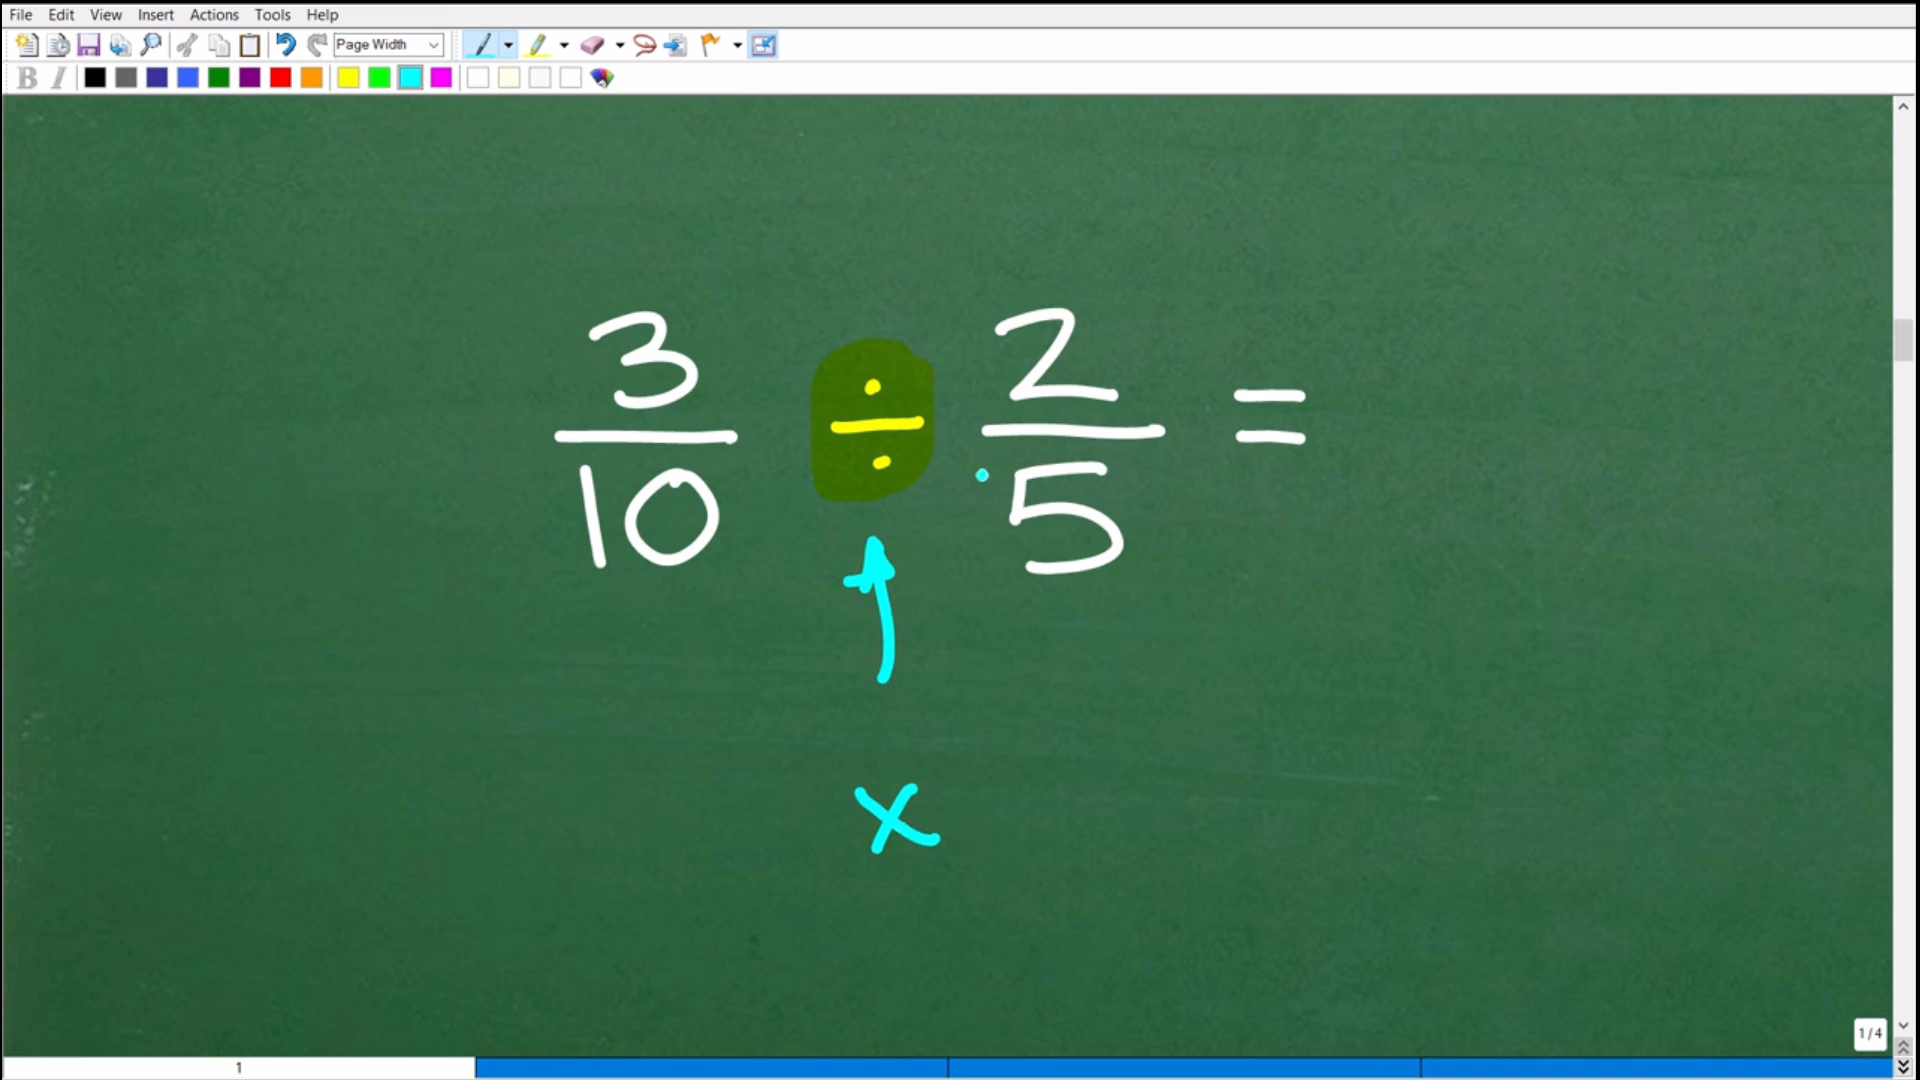 File Edit View Insert Actions Tools Help
Page Width
B I
3/10 ÷ 2/5 =
x
1/4
1